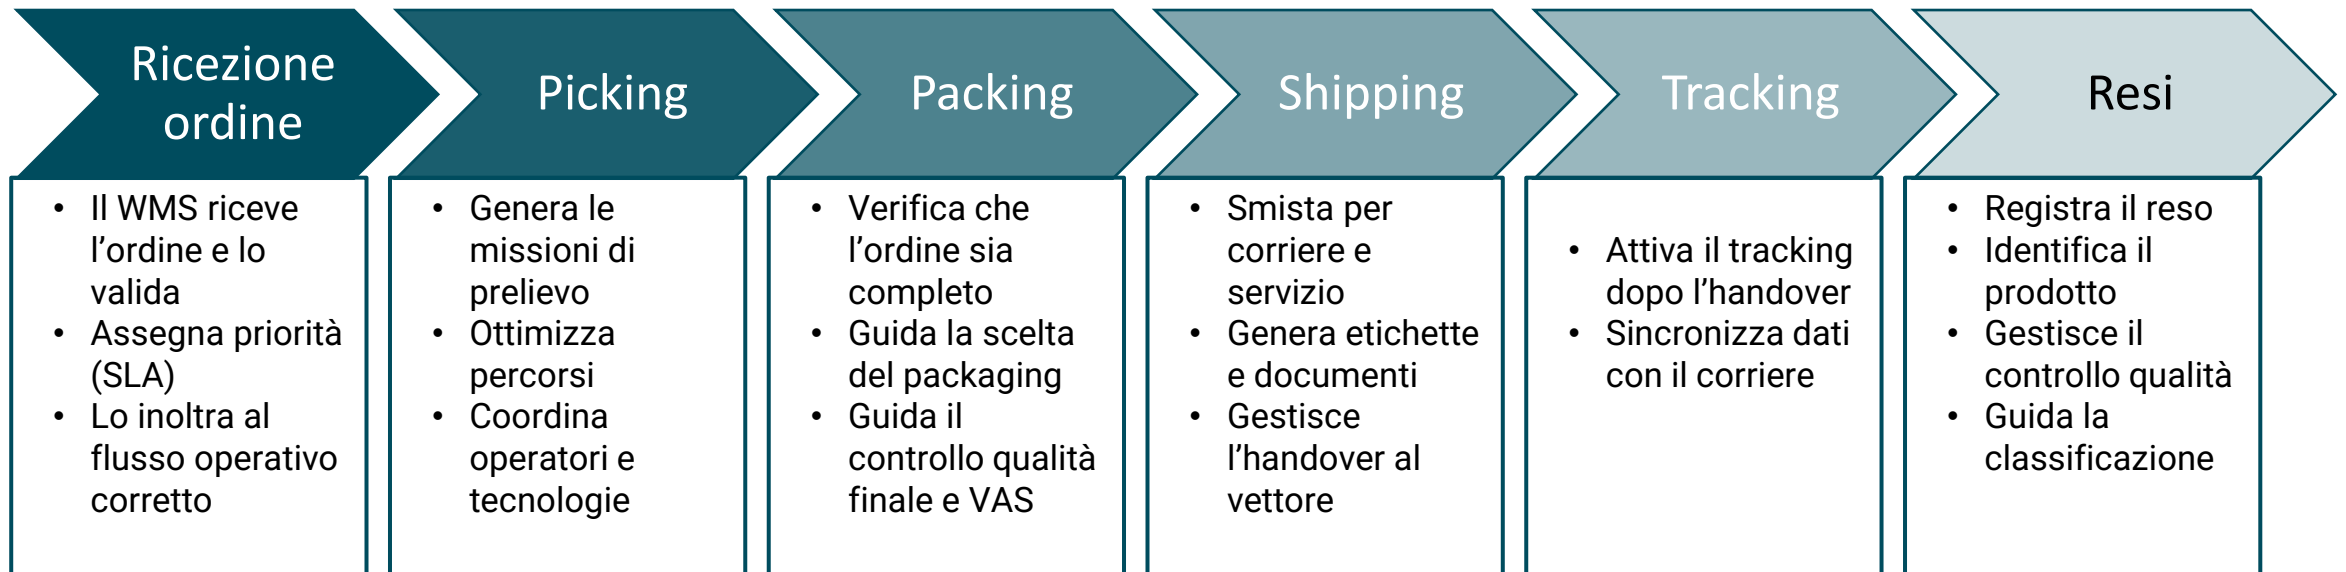 Ricezione
ordine
Picking
Packing
Shipping
Tracking
Resi
• Il WMS riceve
l’ordine e lo
valida
• Assegna priorità
(SLA)
• Lo inoltra al
flusso operativo
corretto
• Genera le
missioni di
prelievo
• Ottimizza
percorsi
• Coordina
operatori e
tecnologie
• Verifica che
l’ordine sia
completo
• Guida la scelta
del packaging
• Guida il
controllo qualità
finale e VAS
• Smista per
corriere e
servizio
• Genera etichette
e documenti
• Gestisce
l’handover al
vettore
• Attiva il tracking
dopo l’handover
• Sincronizza dati
con il corriere
• Registra il reso
• Identifica il
prodotto
• Gestisce il
controllo qualità
• Guida la
classificazione